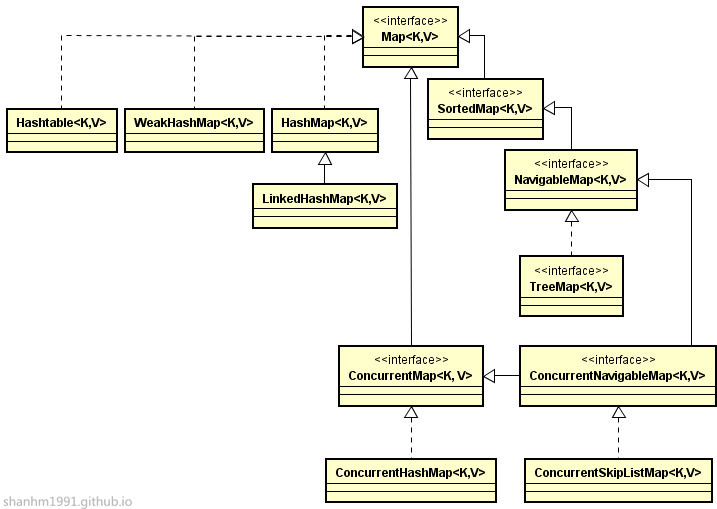 <<interface>>
Map<K,V>
<<interface>>
SortedMap<K,V>
Hashtable<K,V>
WeakHashMap<K,V>
HashMap<K,V>
<<interface>>
NavigableMap<K,V>
LinkedHashMap<K,V>
<<interface>>
TreeMap<K,V>
<<interface>>
ConcurrentMap<K, V>
<<interface>>
ConcurrentNavigableMap<K,V>
ConcurrentHashMap<K,V>
ConcurrentSkipListMap<K,V>
shanhm1991.github.io